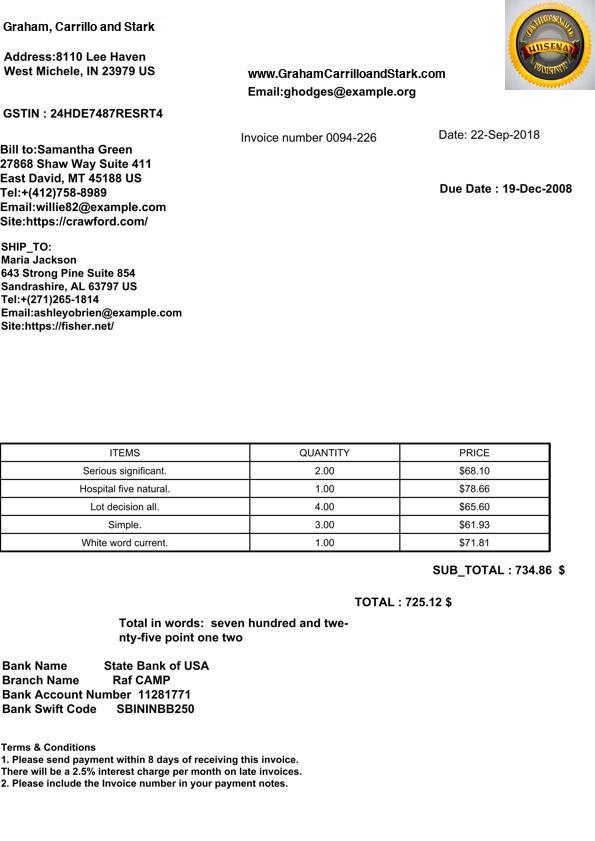 Graham, Carrillo and Stark
Address:8110 Lee Haven
West Michele, IN 23979 US
www.GrahamCarrilloandStark.com
Email:ghodges@example.org
GSTIN : 24HDE7487RESRT4
Invoice number 0094-226
Date: 22-Sep-2018
Due Date : 19-Dec-2008
Bill to:Samantha Green
27868 Shaw Way Suite 411
East David, MT 45188 US
Tel:+(412)758-8989
Email:willie82@example.com
Site:https://crawford.com/
SHIP_TO:
Maria Jackson
643 Strong Pine Suite 854
Sandrashire, AL 63797 US
Tel:+(271)265-1814
Email:ashleyobrien@example.com
Site:https://fisher.net/
ITEMS QUANTITY PRICE
Serious significant. 2.00 $68.10
Hospital five natural. 1.00 $78.66
Lot decision all. 4.00 $65.60
Simple. 3.00 $61.93
White word current. 1.00 $71.81
SUB_TOTAL : 734.86 $
TOTAL : 725.12 $
Total in words: seven hundred and twe-
nty-five point one two
Bank Name State Bank of USA
Branch Name Raf CAMP
Bank Account Number 11281771
Bank Swift Code SBININBB250
Terms & Conditions
1. Please send payment within 8 days of receiving this invoice.
There will be a 2.5% interest charge per month on late invoices.
2. Please include the Invoice number in your payment notes.